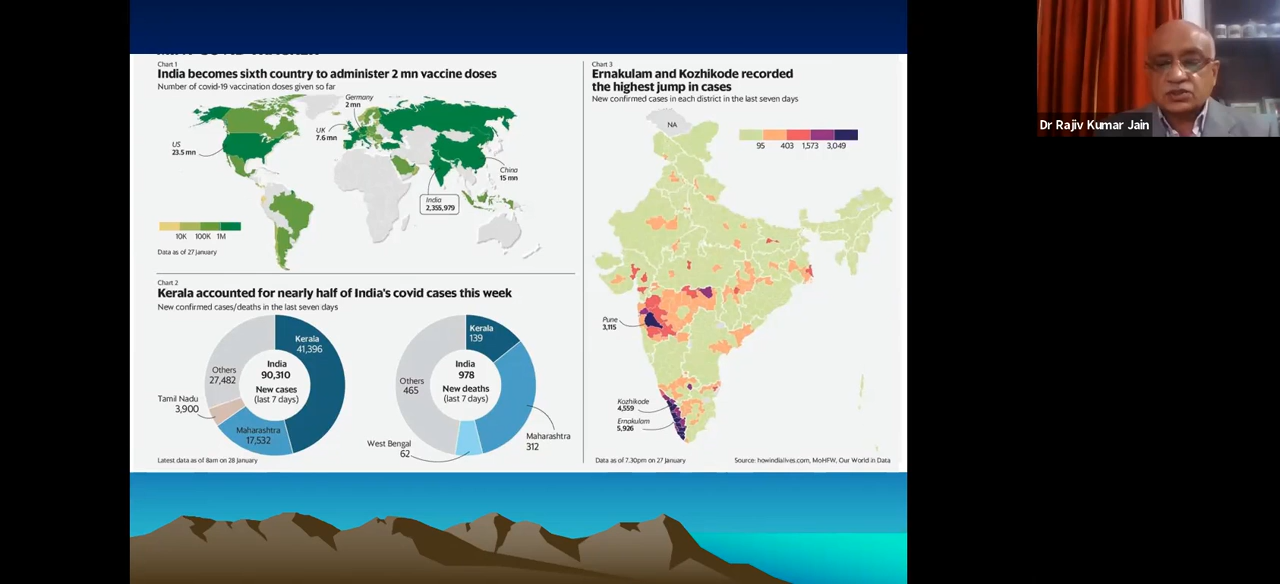 Chart 1
India becomes sixth country to administer 2 mn vaccine doses
Number of covid-19 vaccination doses given so far
Germany
2 mn
UK
7.6 mn
US
23.5 mn
China
15 mn
India
2,355,979
10K 100K 1M
Data as of 27 January
Chart 2
Kerala accounted for nearly half of India's covid cases this week
New confirmed cases/deaths in the last seven days
Kerala
41,396
Others
27,482
India
90,310
New cases
(last 7 days)
Tamil Nadu
3,900
Maharashtra
17,532
Kerala
139
Others
465
India
978
New deaths
(last 7 days)
West Bengal
62
Maharashtra
312
Latest data as of 8am on 28 January
Chart 3
Ernakulam and Kozhikode recorded
the highest jump in cases
New confirmed cases in each district in the last seven days
NA
95 403 1,573 3,049
Pune
3,115
Kozhikode
4,559
Ernakulam
5,926
Data as of 7.30pm on 27 January
Source: howindialives.com, MoHFW, Our World in Data
Dr Rajiv Kumar Jain